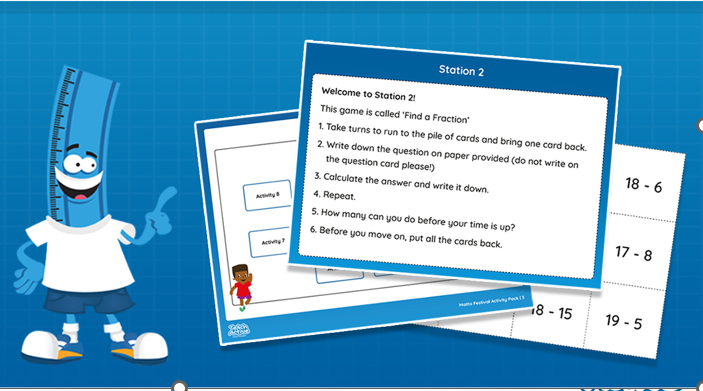 Station 2
Welcome to Station 2!
This game is called 'Find a Fraction'
1. Take turns to run to the pile of cards and bring one card back.
2. Write down the question on paper provided (do not write on
the question card please!)
3. Calculate the answer and write it down.
4. Repeat.
5. How many can you do before your time is up?
6. Before you move on, put all the cards back.
Activity 8
Activity 7
Maths Festival Activity Pack | 3
Teach Active
18 - 6
17 - 8
18 - 15
19 - 5